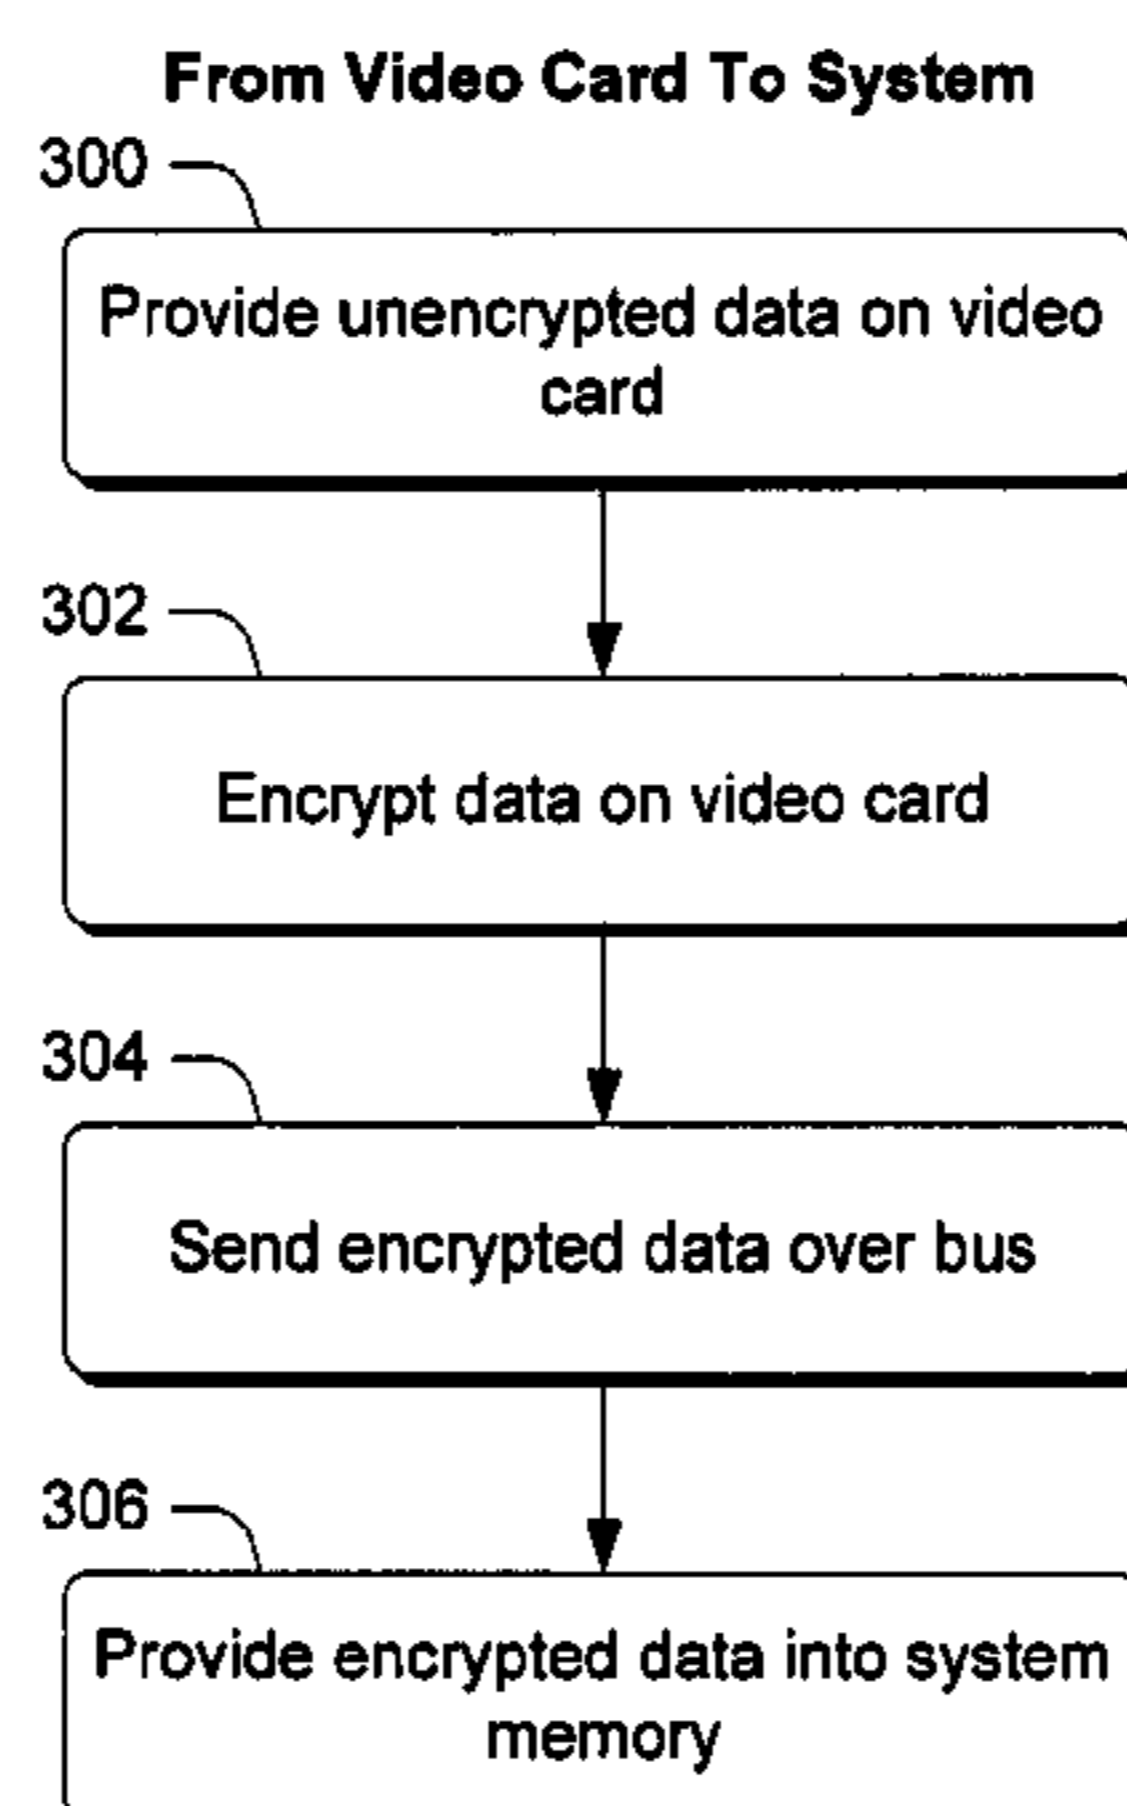 From Video Card To System
300
Provide unencrypted data on video
card
302
Encrypt data on video card
304
Send encrypted data over bus
306
Provide encrypted data into system
memory